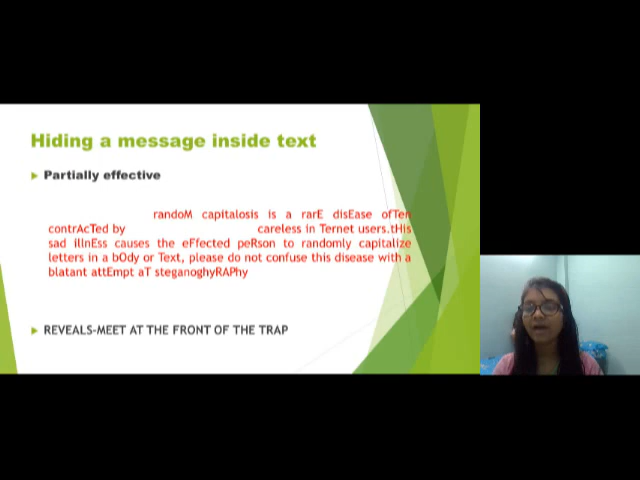 Hiding a message inside text
Partially effective
randoM capitalosis is a rarE disEase ofTen
contrAcTed by careless in Ternet users.tHis
sad illnEss causes the eFfected peRson to randomly capitalize
letters in a bOdy or Text, please do not confuse this disease with a
blatant attEmpt aT steganoghyRAPhy
REVEALS-MEET AT THE FRONT OF THE TRAP